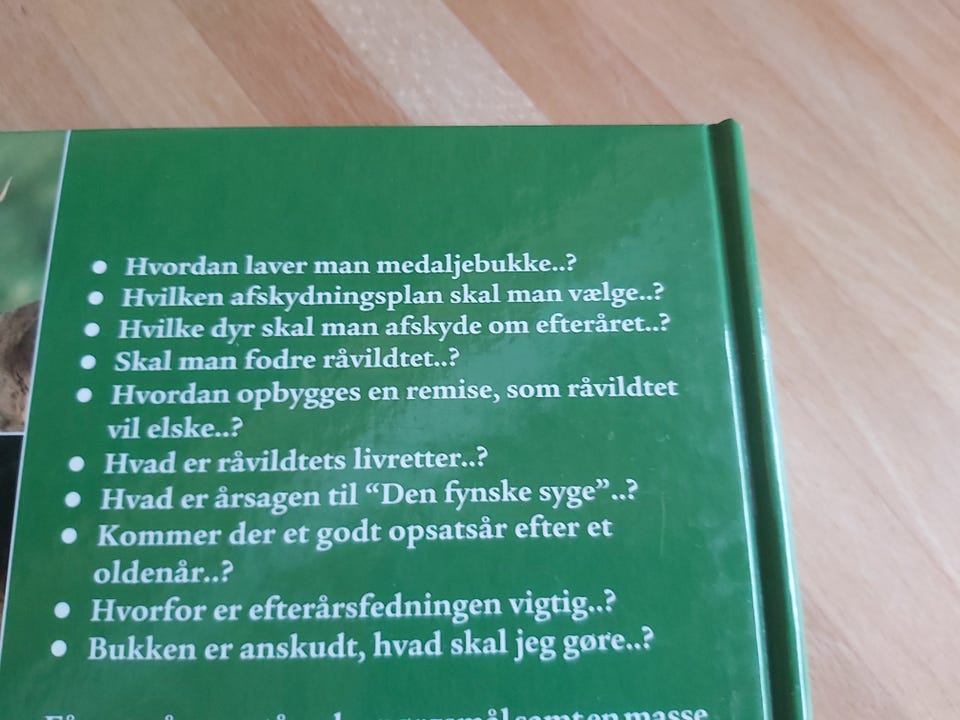 ● Hvordan laver man medaljebukke..?
● Hvilken afskydningsplan skal man vælge..?
● Hvilke dyr skal man afskyde om efteråret..?
● Skal man fodre råvildtet..?
● Hvordan opbygges en remise, som råvildtet
vil elske..?
● Hvad er råvildtets livretter..?
● Hvad er årsagen til “Den fynske syge”..?
● Kommer der et godt opsatsår efter et
oldenår..?
● Hvorfor er efterårsfedningen vigtig..?
● Bukken er anskudt, hvad skal jeg gøre..?
samt en masse